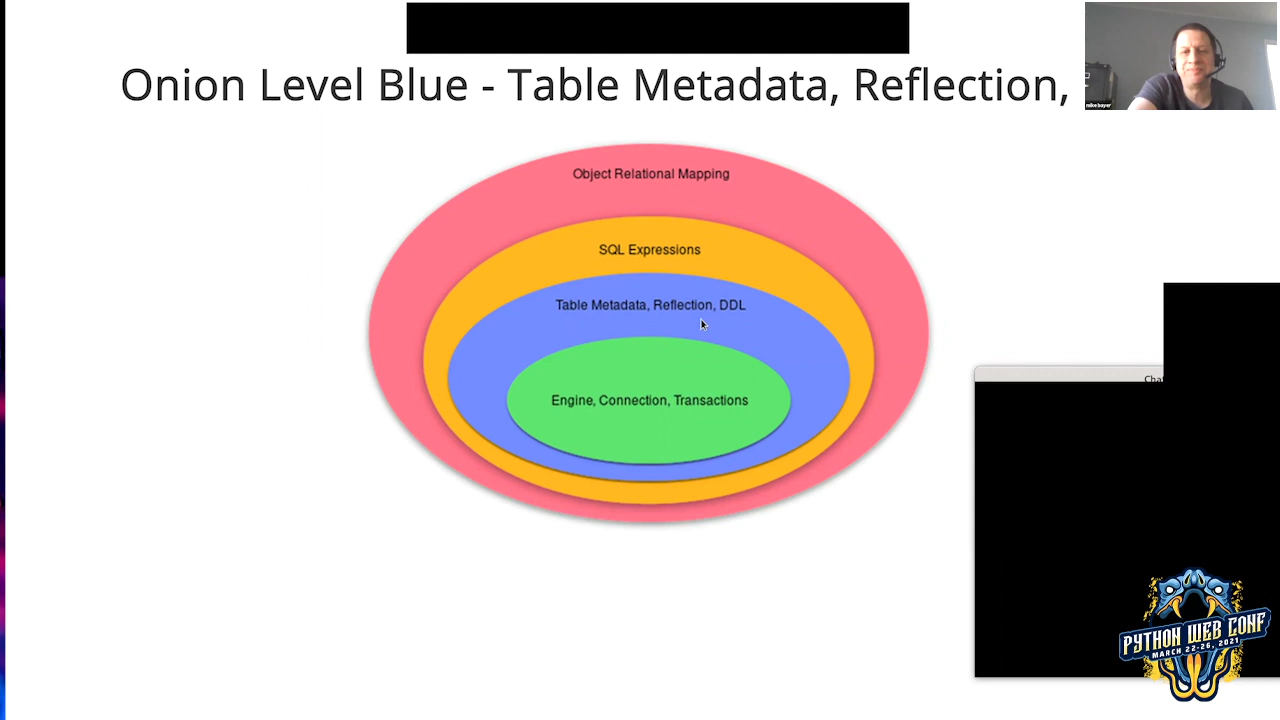 Onion Level Blue - Table Metadata, Reflection,
mike bayer
Object Relational Mapping
SQL Expressions
Table Metadata, Reflection, DDL
Engine, Connection, Transactions
PYTHON WEB CONF
MARCH 22-26, 2021